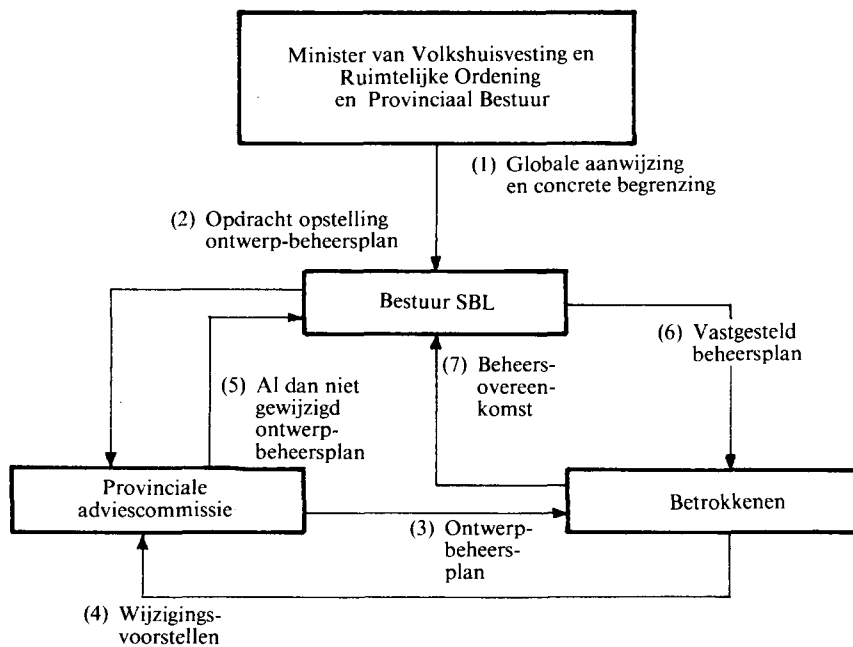 Minister van Volkshuisvesting en
Ruimtelijke Ordening
en Provinciaal Bestuur
(1) Globale aanwijzing
en concrete begrenzing
(2) Opdracht opstelling
ontwerp-beheersplan
Bestuur SBL
(6) Vastgesteld
beheersplan
(7) Beheers-
overeen-
komst
(5) Al dan niet
gewijzigd
ontwerp-
beheersplan
Provinciale
adviescommissie
Betrokkenen
(3) Ontwerp-
beheers-
plan
(4) Wijzigings-
voorstellen